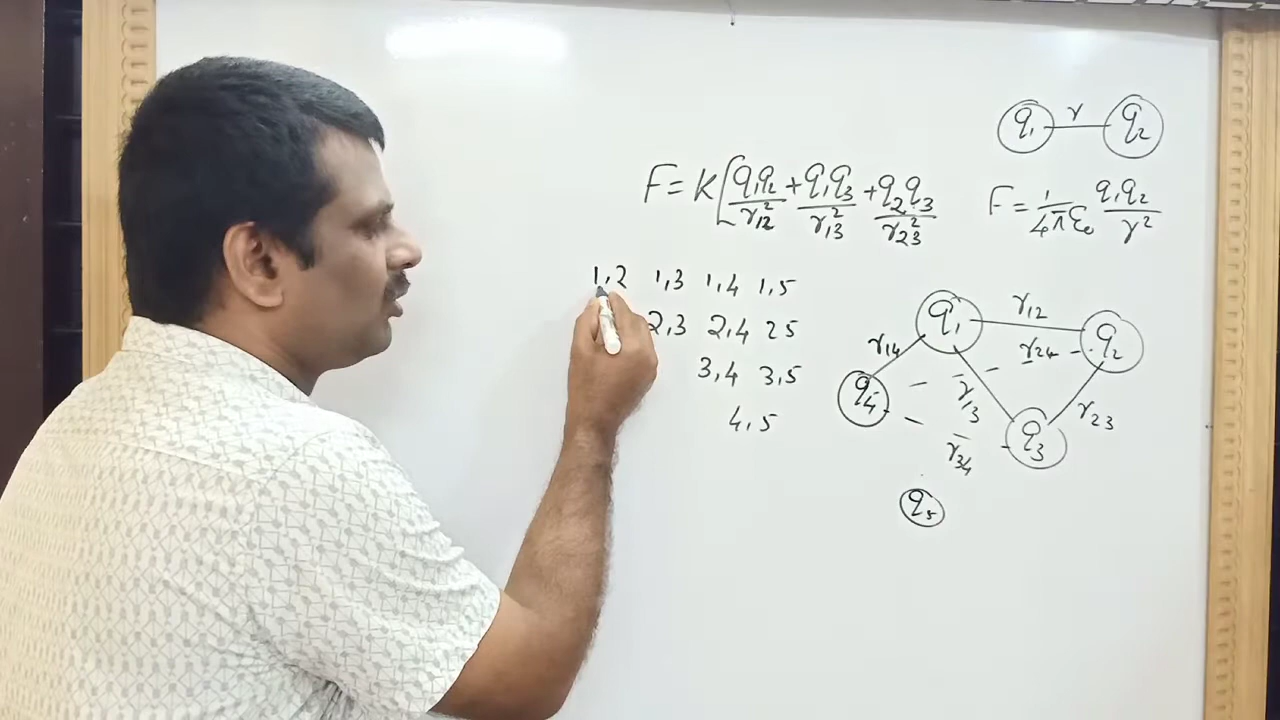 q₁ r q₂
F = K[q₁q₂/r₁₂² + q₁q₃/r₁₃² + q₂q₃/r₂₃²
F = 1/4πε₀ q₁q₂/r²
1,2 1,3 1,4 1,5
2,3 2,4 25
3,4 3,5
4,5
q₁ r₁₂ q₂
r₁₄ r₂₄
q₄ r₁₃ r₂₃
r₃₄ q₃
q₅